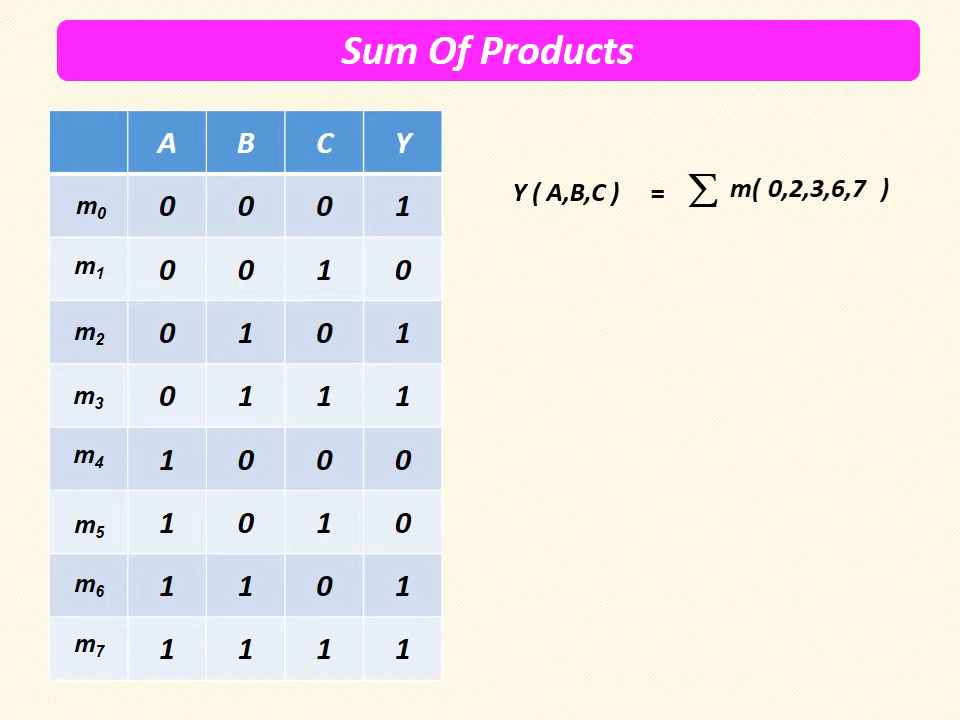 Sum Of Products
A B C Y
m0 0 0 0 1
m1 0 0 1 0
m2 0 1 0 1
m3 0 1 1 1
m4 1 0 0 0
m5 1 0 1 0
m6 1 1 0 1
m7 1 1 1 1
Y ( A,B,C ) = ∑ m( 0,2,3,6,7 )